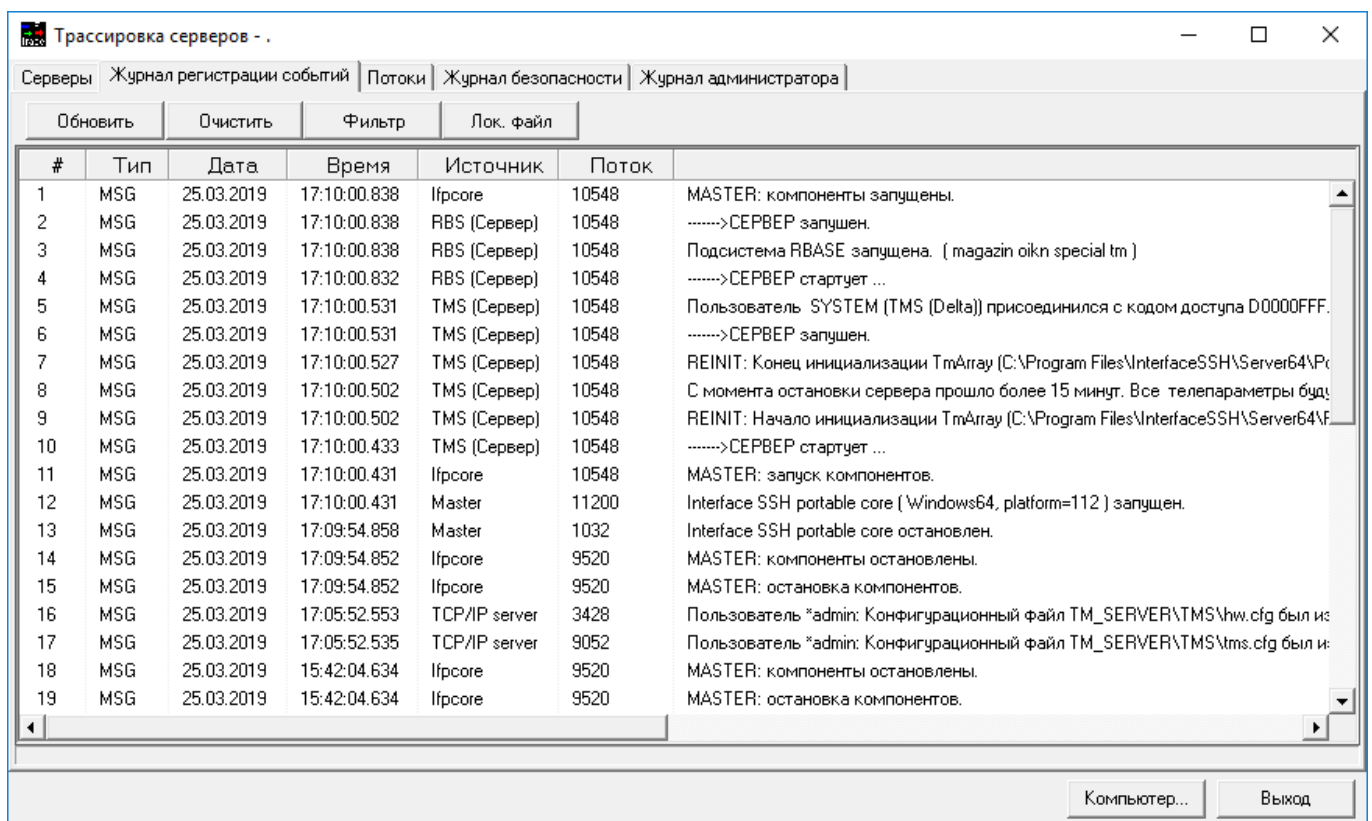 Трассировка серверов - .
Серверы Журнал регистрации событий Потоки Журнал безопасности Журнал администратора
Обновить Очистить Фильтр Лок. файл
# Тип Дата Время Источник Поток
1 MSG 25.03.2019 17:10:00.838 Ifpcore 10548 MASTER: компоненты запущены.
2 MSG 25.03.2019 17:10:00.838 RBS (Сервер) 10548 ------>СЕРВЕР запушен.
3 MSG 25.03.2019 17:10:00.838 RBS (Сервер) 10548 Подсистема RBASE запущена. ( magazin oikn special tm )
4 MSG 25.03.2019 17:10:00.832 RBS (Сервер) 10548 ------>СЕРВЕР стартует ...
5 MSG 25.03.2019 17:10:00.531 TMS (Сервер) 10548 Пользователь SYSTEM (TMS (Delta)) присоединился с кодом доступа D0000FFF.
6 MSG 25.03.2019 17:10:00.531 TMS (Сервер) 10548 ------>СЕРВЕР запушен.
7 MSG 25.03.2019 17:10:00.527 TMS (Сервер) 10548 REINIT: Конец инициализации TmArray (C:\Program Files\InterfaceSSH\Server64\Po
8 MSG 25.03.2019 17:10:00.502 TMS (Сервер) 10548 С момента остановки сервера прошло более 15 минут. Все телепараметры буду
9 MSG 25.03.2019 17:10:00.502 TMS (Сервер) 10548 REINIT: Начало инициализации TmArray (C:\Program Files\InterfaceSSH\Server64\F
10 MSG 25.03.2019 17:10:00.433 TMS (Сервер) 10548 ------>СЕРВЕР стартует ...
11 MSG 25.03.2019 17:10:00.431 Ifpcore 10548 MASTER: запуск компонентов.
12 MSG 25.03.2019 17:10:00.431 Master 11200 Interface SSH portable core ( Windows64, platform=112 ) запущен.
13 MSG 25.03.2019 17:09:54.858 Master 1032 Interface SSH portable core остановлен.
14 MSG 25.03.2019 17:09:54.852 Ifpcore 9520 MASTER: компоненты остановлены.
15 MSG 25.03.2019 17:09:54.852 Ifpcore 9520 MASTER: остановка компонентов.
16 MSG 25.03.2019 17:05:52.553 TCP/IP server 3428 Пользователь *admin: Конфигурационный файл TM_SERVER\TMS\hw.cfg был из
17 MSG 25.03.2019 17:05:52.535 TCP/IP server 9052 Пользователь *admin: Конфигурационный файл TM_SERVER\TMS\tms.cfg был и
18 MSG 25.03.2019 15:42:04.634 Ifpcore 9520 MASTER: компоненты остановлены.
19 MSG 25.03.2019 15:42:04.634 Ifpcore 9520 MASTER: остановка компонентов.
Компьютер... Выход